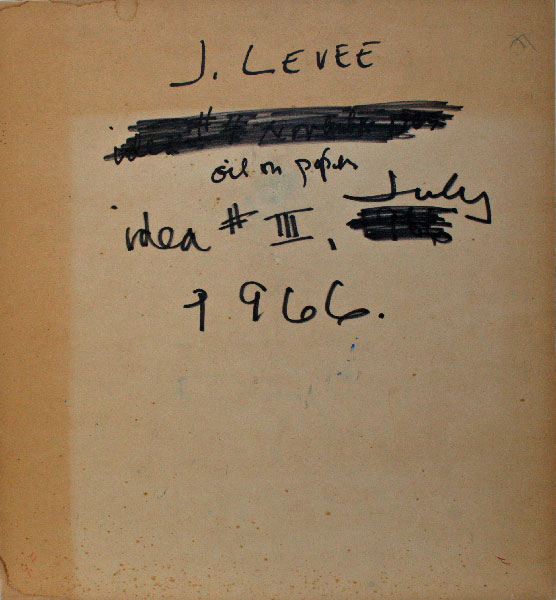 J. LEVEE
oil on paper
July
idea # III,
1966.